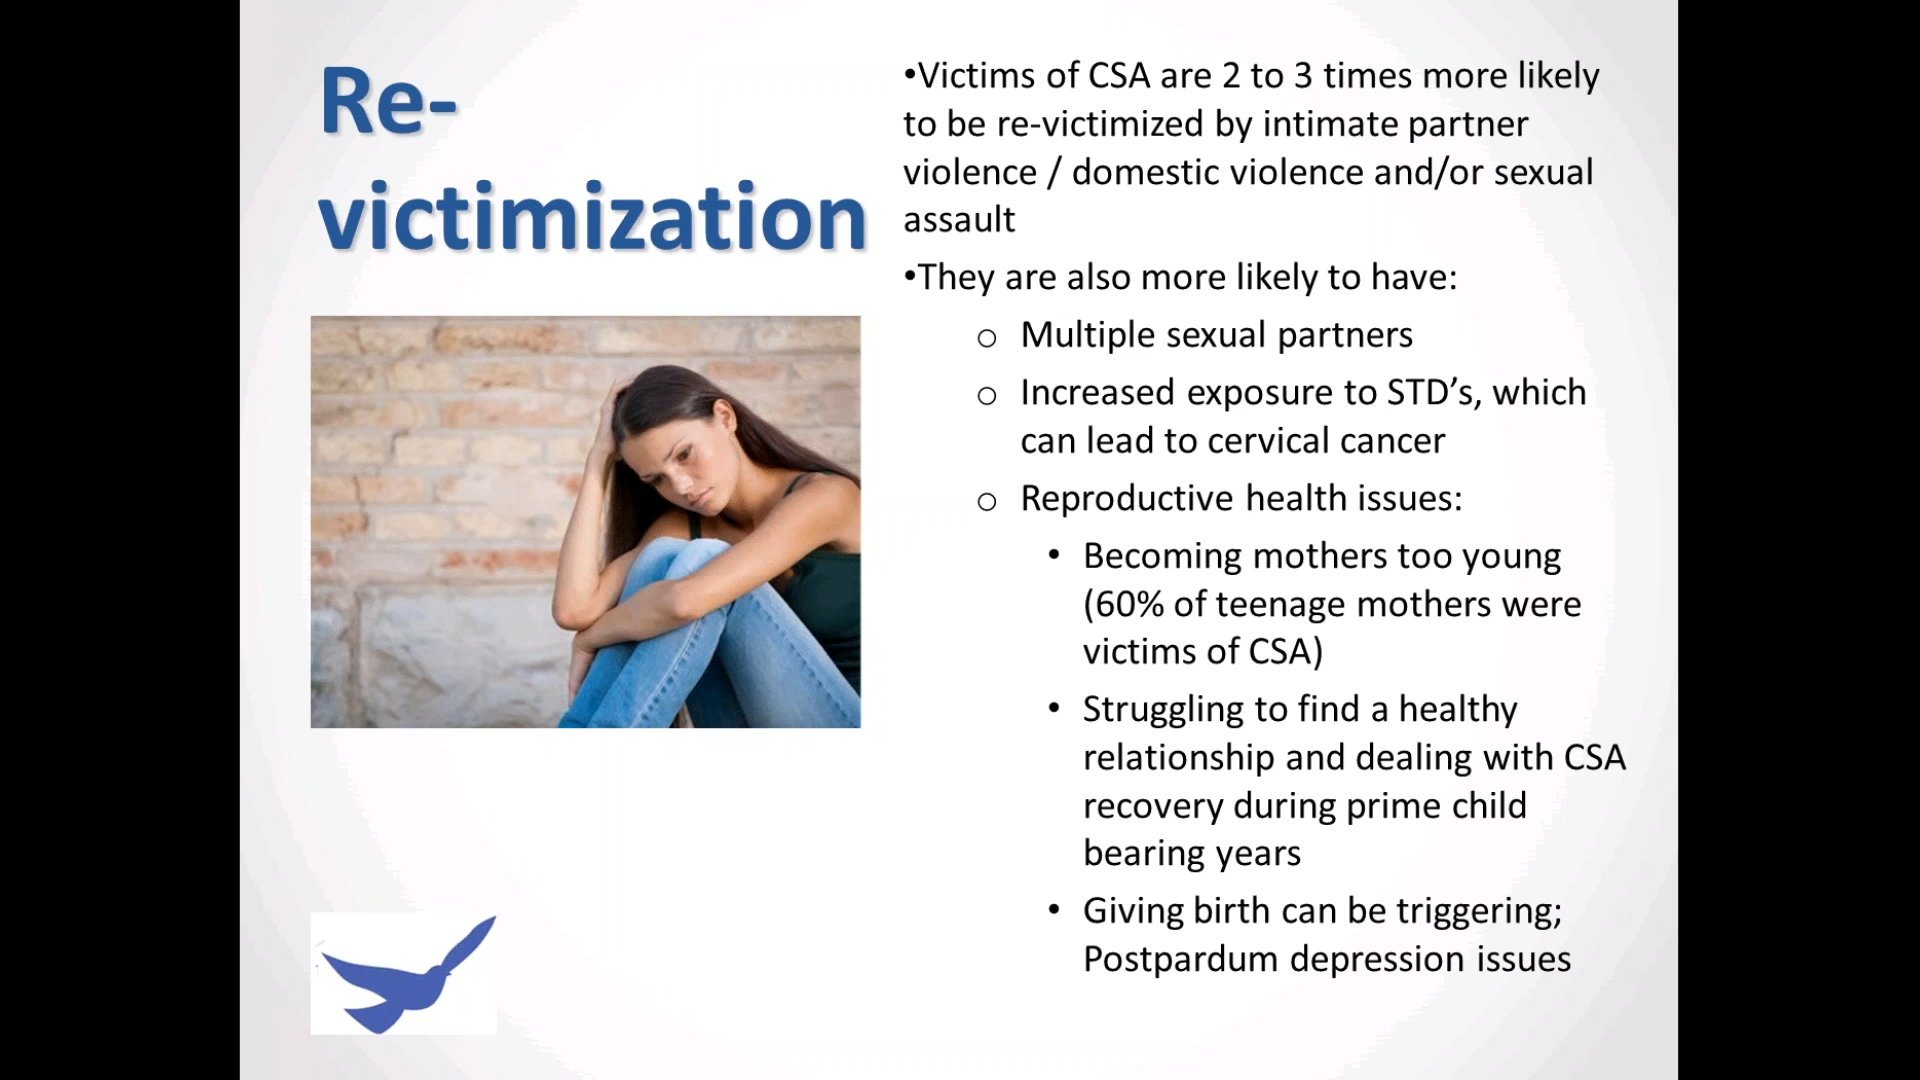 Re-
victimization
•Victims of CSA are 2 to 3 times more likely
to be re-victimized by intimate partner
violence / domestic violence and/or sexual
assault
•They are also more likely to have:
o Multiple sexual partners
o Increased exposure to STD’s, which
can lead to cervical cancer
o Reproductive health issues:
• Becoming mothers too young
(60% of teenage mothers were
victims of CSA)
• Struggling to find a healthy
relationship and dealing with CSA
recovery during prime child
bearing years
• Giving birth can be triggering;
Postpardum depression issues